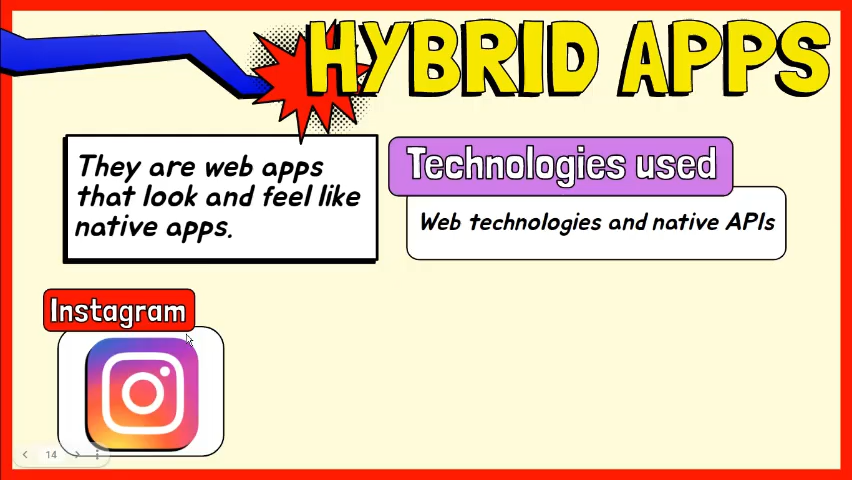 HYBRID APPS
They are web apps
that look and feel like
native apps.
Technologies used
Web technologies and native APIs
Instagram
14